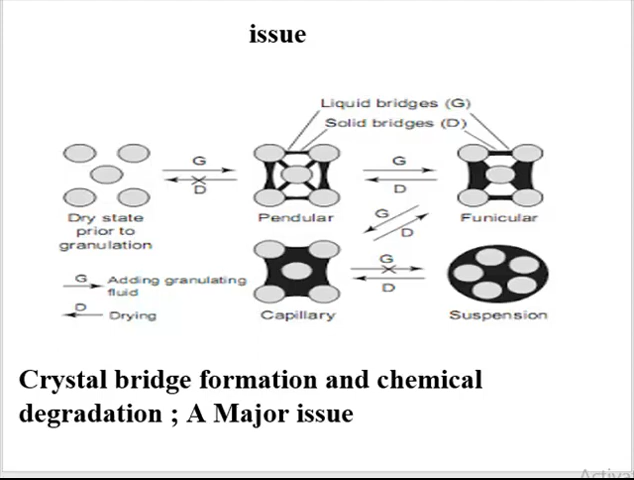 issue
Liquid bridges (G)
Solid bridges (D)
G
D
G
D
Dry state
prior to
granulation
Pendular
Funicular
G
D
G
Adding granulating
fluid
D
Drying
G
D
Capillary
Suspension
Crystal bridge formation and chemical
degradation ; A Major issue